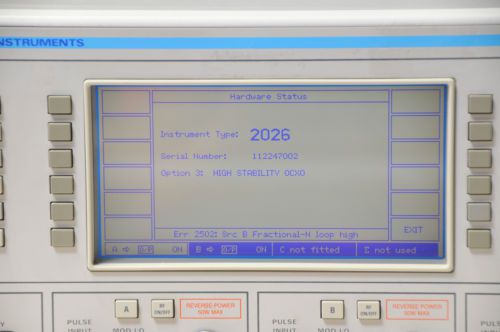 INSTRUMENTS
Hardware Status
Instrument Type: 2026
Serial Number: 112247002
Option 3: HIGH STABILITY OCXO
Err 2502: Src B Fractional-N loop high
EXIT
A ⇨ O/P ON B ⇨ O/P ON C not fitted Σ not used
A RF ON/OFF REVERSE POWER 50W MAX B RF ON/OFF REVERSE POWER 50W MAX
PULSE INPUT MOD I/O PULSE INPUT MOD I/O